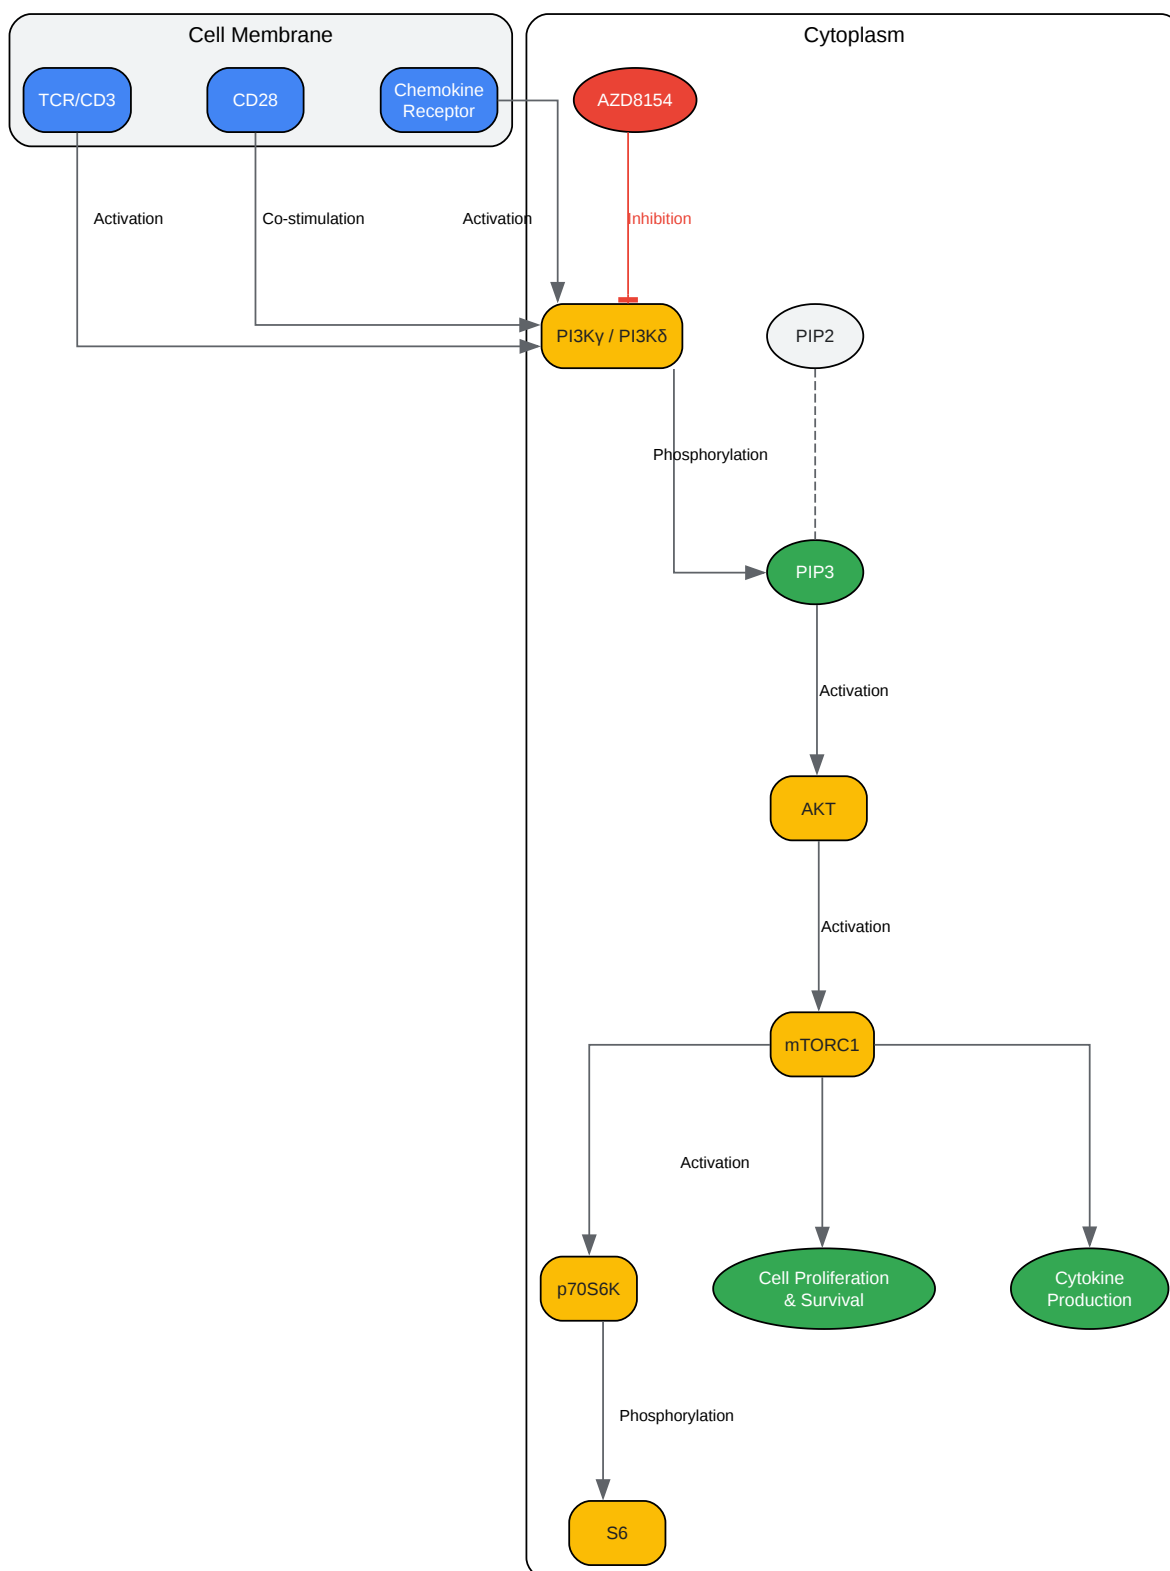 Cell Membrane
Cytoplasm
TCR/CD3
CD28
Chemokine
Receptor
AZD8154
Activation
Co-stimulation
Activation
Inhibition
PI3Kγ / PI3Kδ
PIP2
Phosphorylation
PIP3
Activation
AKT
Activation
mTORC1
Activation
p70S6K
Cell Proliferation
& Survival
Cytokine
Production
Phosphorylation
S6